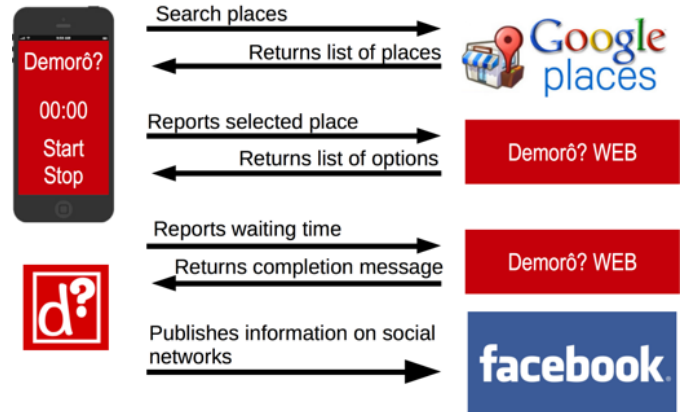 Demorô?
00:00
Start
Stop
Search places
Returns list of places
Google
places
Reports selected place
Returns list of options
Demorô? WEB
Reports waiting time
Returns completion message
Demorô? WEB
d?
Publishes information on social
networks
facebook.